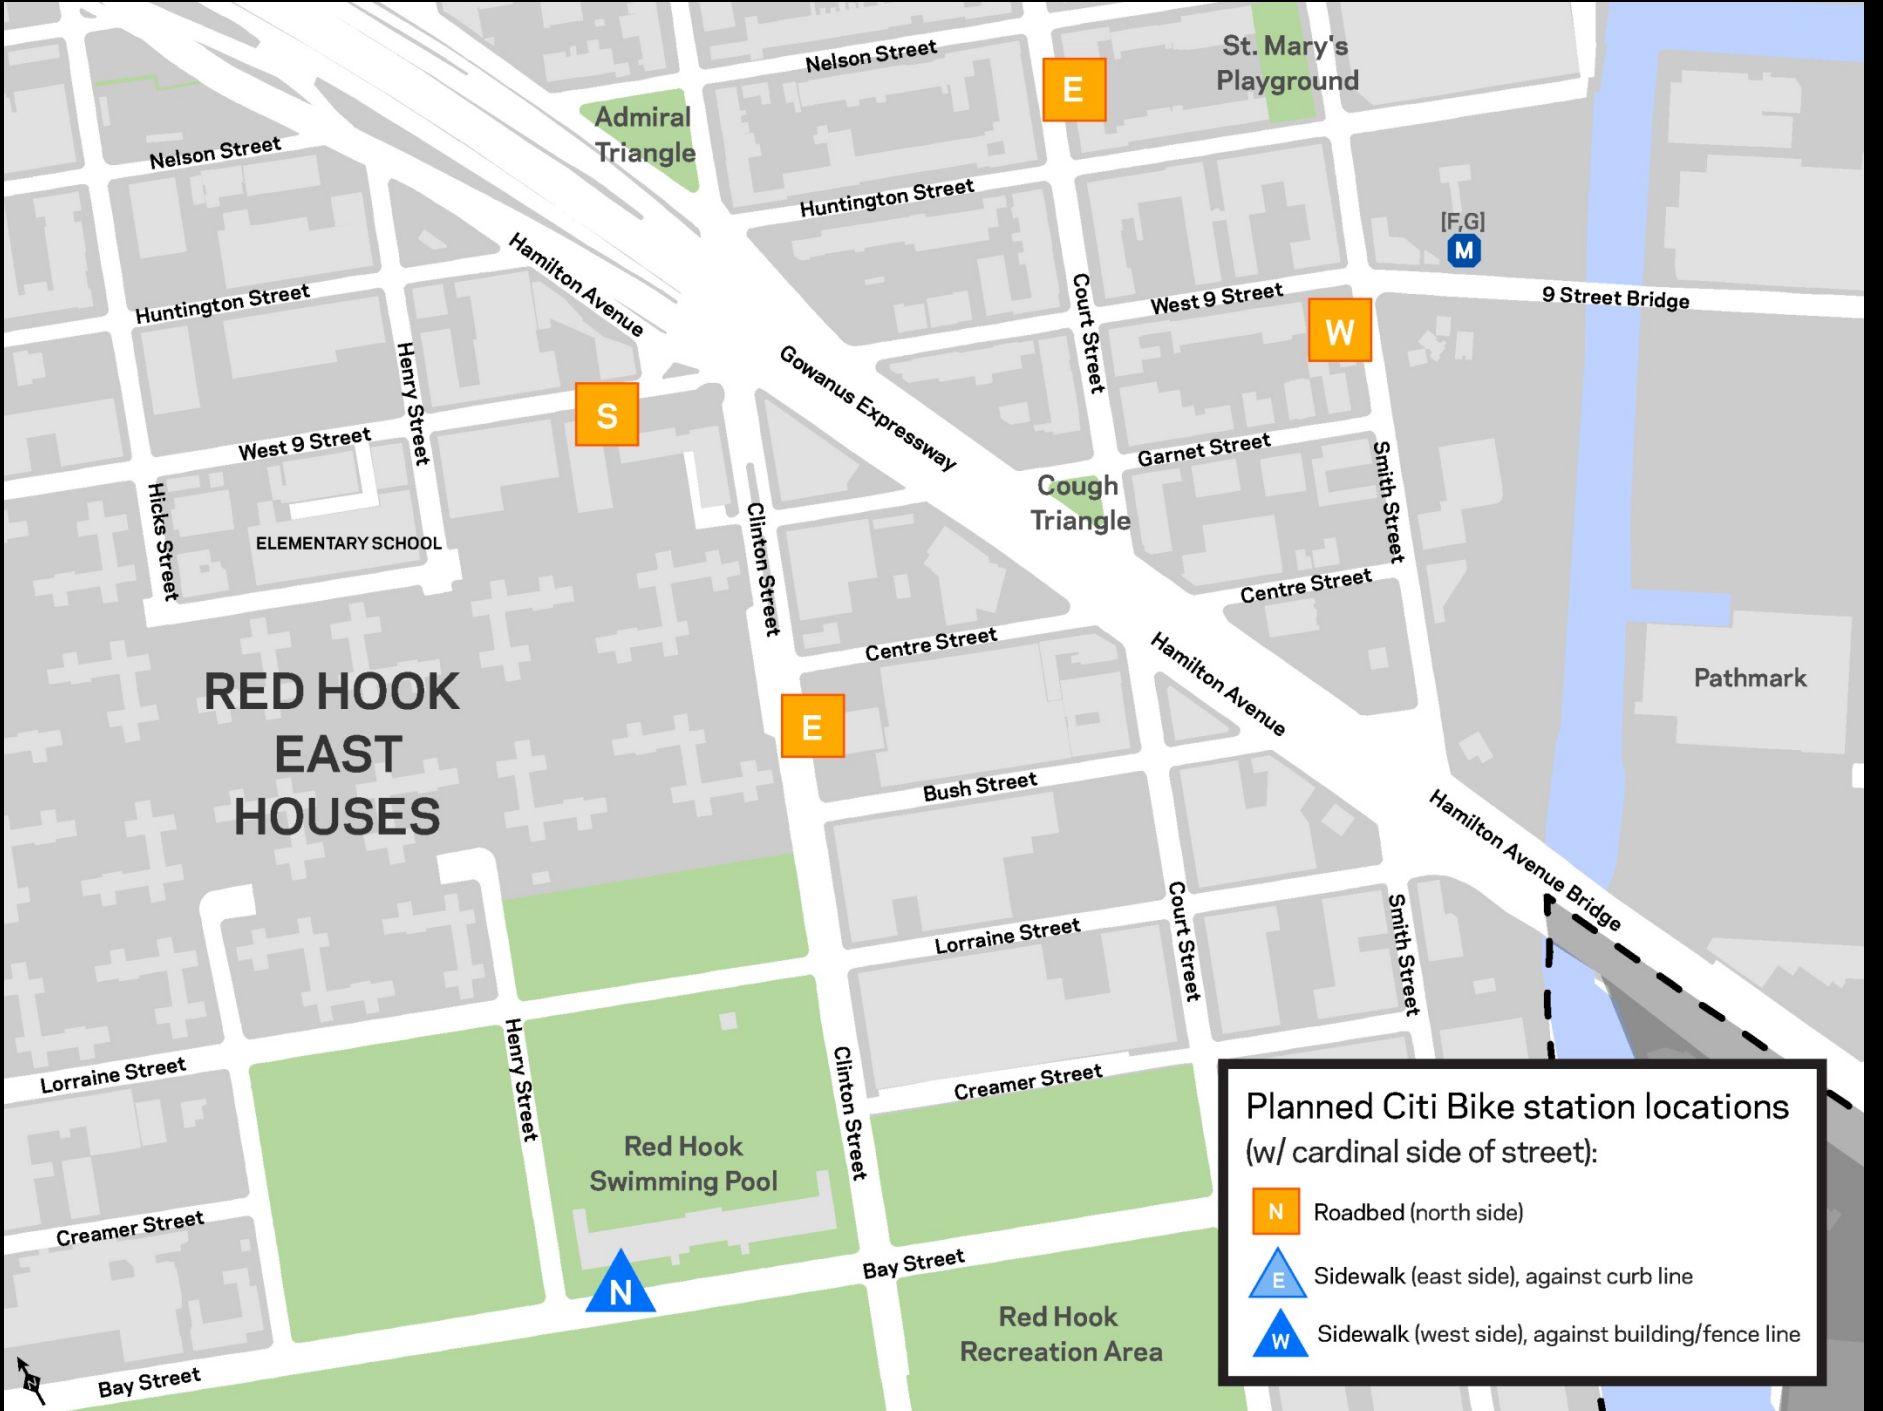 Nelson Street
St. Mary's
Playground
E
Admiral
Triangle
Nelson Street
Huntington Street
[F,G]
M
Hamilton Avenue
Huntington Street
Court Street
West 9 Street
9 Street Bridge
W
Henry Street
Gowanus Expressway
S
West 9 Street
Garnet Street
Smith Street
Cough
Triangle
Hicks Street
ELEMENTARY SCHOOL
Clinton Street
Centre Street
Centre Street
Hamilton Avenue
RED HOOK
EAST
HOUSES
Pathmark
E
Bush Street
Hamilton Avenue Bridge
Court Street
Smith Street
Lorraine Street
Henry Street
Lorraine Street
Clinton Street
Creamer Street
Red Hook
Swimming Pool
Creamer Street
N
Bay Street
Red Hook
Recreation Area
Bay Street
N
Planned Citi Bike station locations
(w/ cardinal side of street):
N Roadbed (north side)
E Sidewalk (east side), against curb line
W Sidewalk (west side), against building/fence line